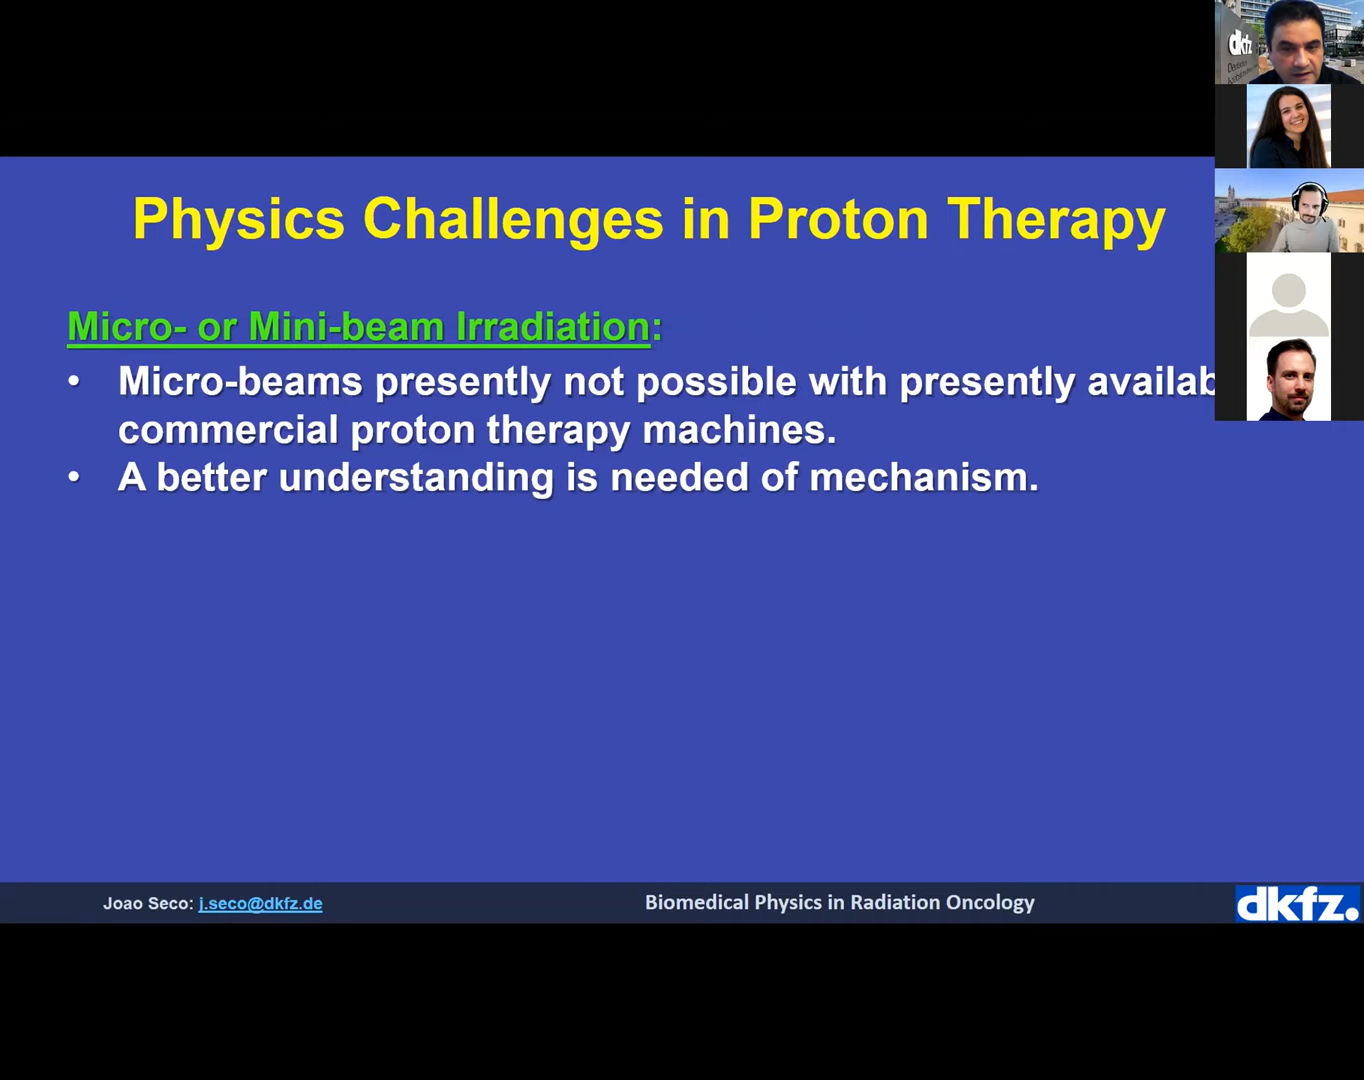 Physics Challenges in Proton Therapy
Micro- or Mini-beam Irradiation:
• Micro-beams presently not possible with presently availab
commercial proton therapy machines.
• A better understanding is needed of mechanism.
Joao Seco: j.seco@dkfz.de
Biomedical Physics in Radiation Oncology
dkfz.
dkfz